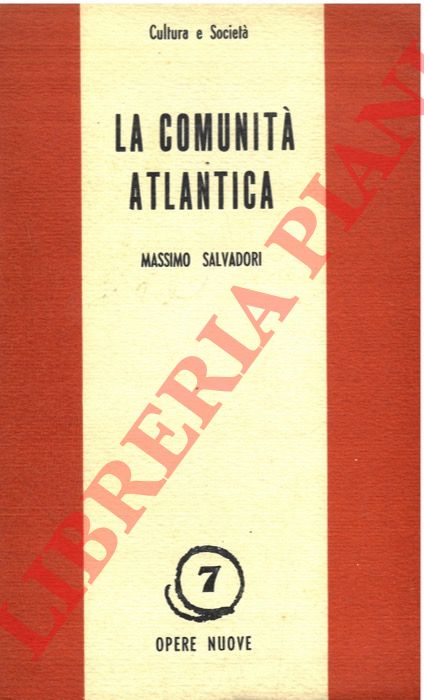 Cultura e Società
LA COMUNITÀ
ATLANTICA
MASSIMO SALVADORI
7
OPERE NUOVE
LIBRERIA PIANI